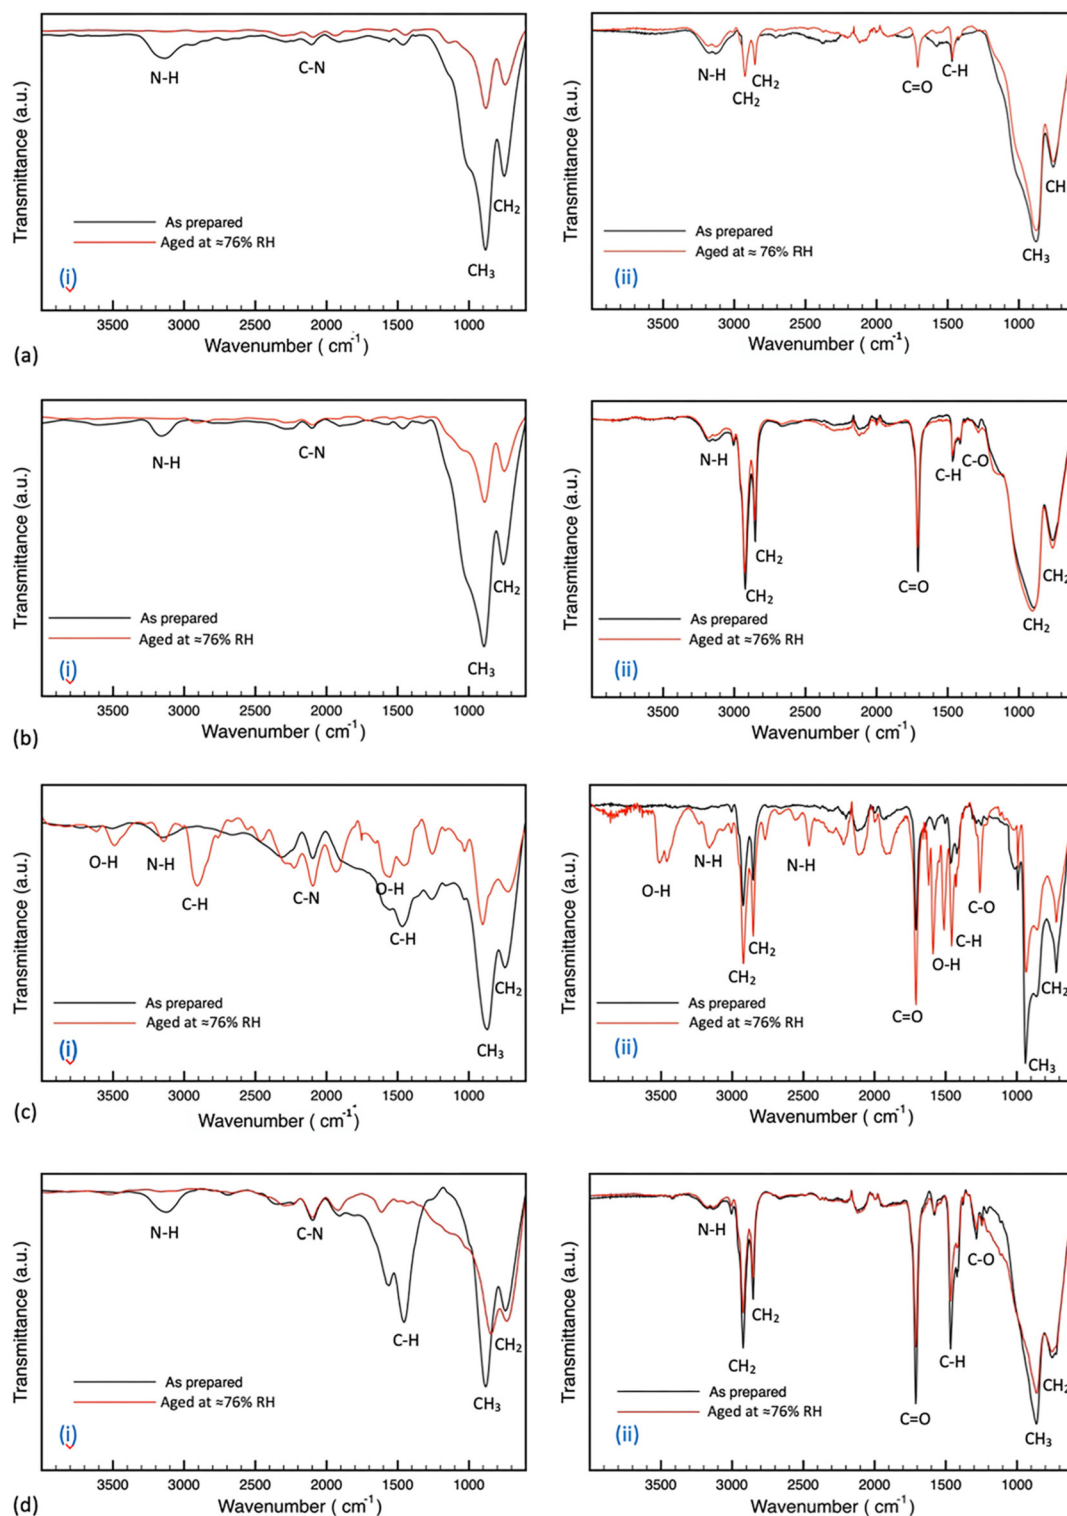 Transmittance (a.u.)
N-H
C-N
CH2
CH3
As prepared
Aged at ≈76% RH
(i)
3500 3000 2500 2000 1500 1000
Wavenumber ( cm-1)
(a)
Transmittance (a.u.)
N-H
CH2
CH2
C=O
C-H
CH
CH3
As prepared
Aged at ≈ 76% RH
(ii)
3500 3000 2500 2000 1500 1000
Wavenumber ( cm-1)
Transmittance (a.u.)
N-H
C-N
CH2
CH3
As prepared
Aged at ≈76% RH
(i)
3500 3000 2500 2000 1500 1000
Wavenumber ( cm-1)
(b)
Transmittance (a.u.)
N-H
CH2
CH2
C=O
C-H
C-O
CH2
CH2
As prepared
Aged at ≈76% RH
(ii)
3500 3000 2500 2000 1500 1000
Wavenumber ( cm-1)
Transmittance (a.u.)
O-H
N-H
C-H
C-N
O-H
C-H
CH2
CH3
As prepared
Aged at ≈76% RH
(i)
3500 3000 2500 2000 1500 1000
Wavenumber ( cm-1)
(c)
Transmittance (a.u.)
O-H
N-H
CH2
CH2
N-H
C=O
O-H
C-H
C-O
CH2
CH3
As prepared
Aged at ≈76% RH
(ii)
3500 3000 2500 2000 1500 1000
Wavenumber ( cm-1)
Transmittance (a.u.)
N-H
C-N
C-H
CH2
CH3
As prepared
Aged at ≈76% RH
(i)
3500 3000 2500 2000 1500 1000
Wavenumber ( cm-1)
(d)
Transmittance (a.u.)
N-H
CH2
CH2
C=O
C-H
C-O
CH2
CH3
As prepared
Aged at ≈76% RH
(ii)
3500 3000 2500 2000 1500 1000
Wavenumber ( cm-1)